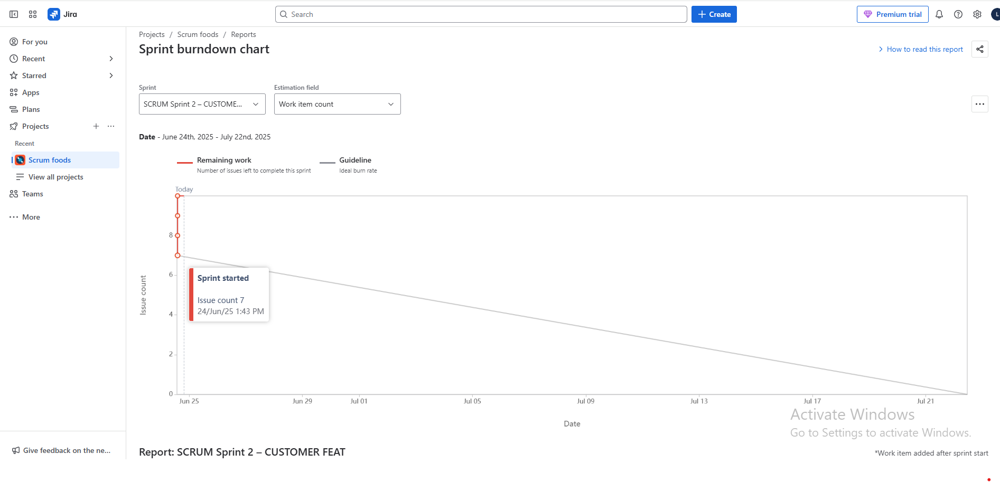 Jira
Search
Create
Premium trial
L
For you
Recent
Starred
Apps
Plans
Projects
Recent
Scrum foods
View all projects
Teams
More
Give feedback on the ne...
Projects / Scrum foods / Reports
Sprint burndown chart
How to read this report
Sprint
SCRUM Sprint 2 – CUSTOME...
Estimation field
Work item count
Date - June 24th, 2025 - July 22nd, 2025
Remaining work
Number of issues left to complete this sprint
Guideline
Ideal burn rate
Today
8
6
4
2
0
Issue count
Sprint started
Issue count 7
24/Jun/25 1:43 PM
Jun 25 Jun 29 Jul 01 Jul 05 Jul 09 Jul 13 Jul 17 Jul 21
Date
Activate Windows
Go to Settings to activate Windows.
Report: SCRUM Sprint 2 – CUSTOMER FEAT
*Work item added after sprint start